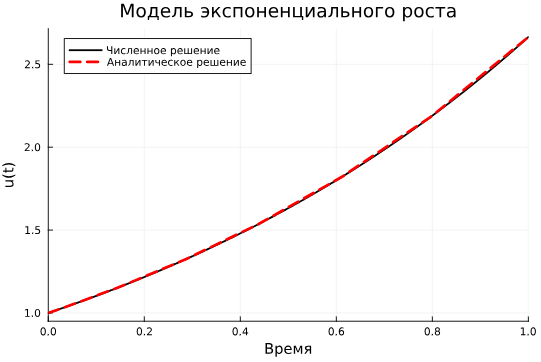 Модель экспоненциального роста
Численное решение
Аналитическое решение
u(t)
2.5
2.0
1.5
1.0
0.0 0.2 0.4 0.6 0.8 1.0
Время